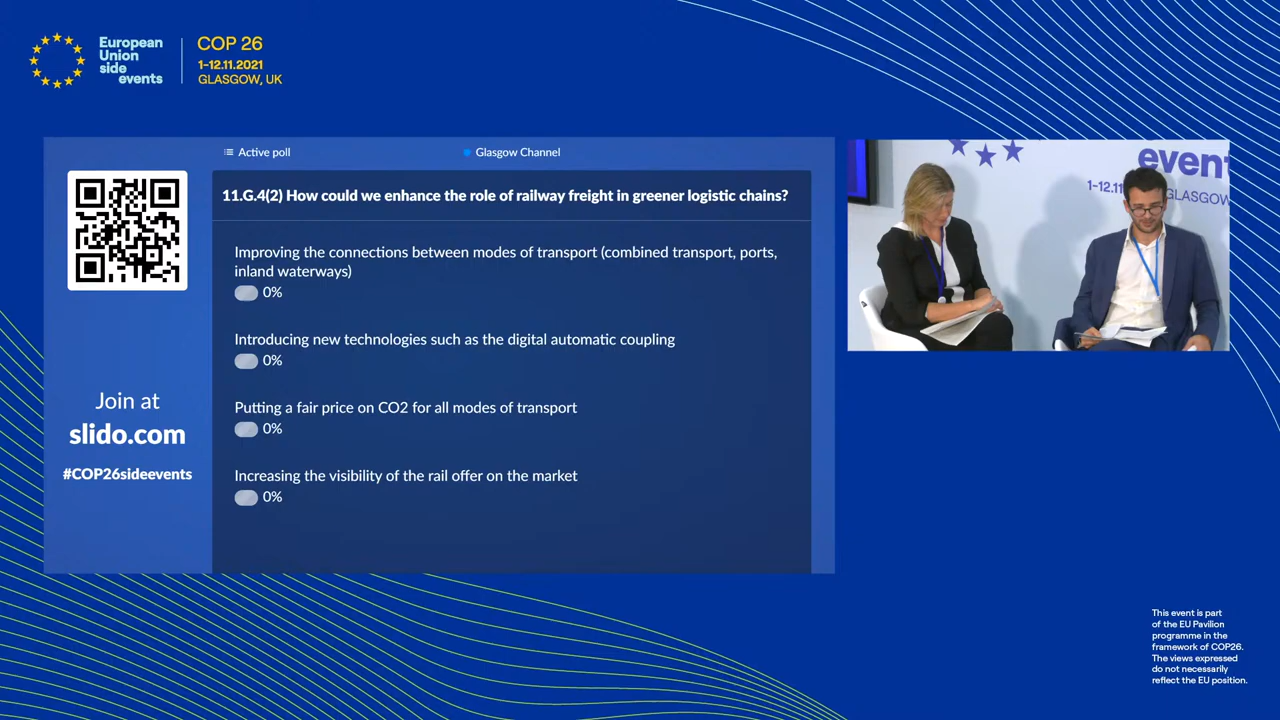 European
Union
side
events
COP 26
1-12.11.2021
GLASGOW, UK
Active poll
Glasgow Channel
11.G.4(2) How could we enhance the role of railway freight in greener logistic chains?
Improving the connections between modes of transport (combined transport, ports,
inland waterways)
0%
Introducing new technologies such as the digital automatic coupling
0%
Putting a fair price on CO2 for all modes of transport
0%
Increasing the visibility of the rail offer on the market
0%
Join at
slido.com
#COP26sideevents
event
1-12.11
GLASGOW
This event is part
of the EU Pavilion
programme in the
framework of COP26.
The views expressed
do not necessarily
reflect the EU position.